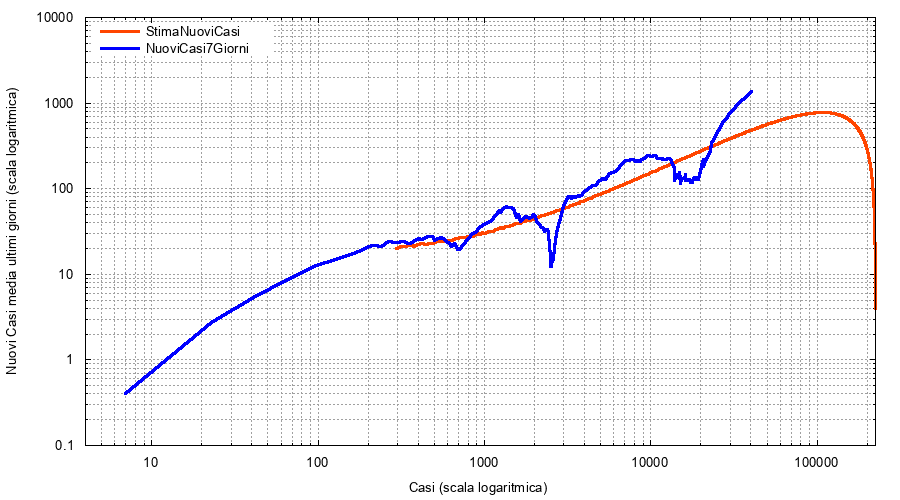 10000
StimaNuoviCasi
NuoviCasi7Giorni
1000
100
10
1
0.1
Nuovi Casi media ultimi giorni (scala logaritmica)
10 100 1000 10000 100000
Casi (scala logaritmica)